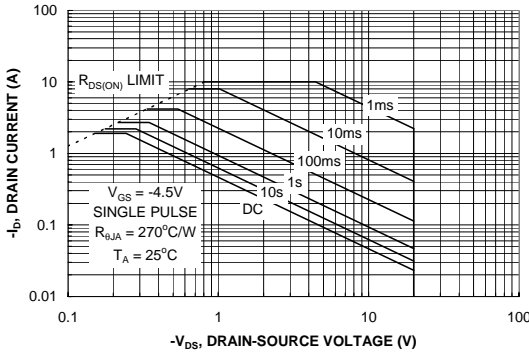 100
10
1
0.1
0.01
-I_D, DRAIN CURRENT (A)
R_DS(ON) LIMIT
1ms
10ms
100ms
1s
10s
DC
V_GS = -4.5V
SINGLE PULSE
R_θJA = 270°C/W
T_A = 25°C
0.1 1 10 100
-V_DS, DRAIN-SOURCE VOLTAGE (V)